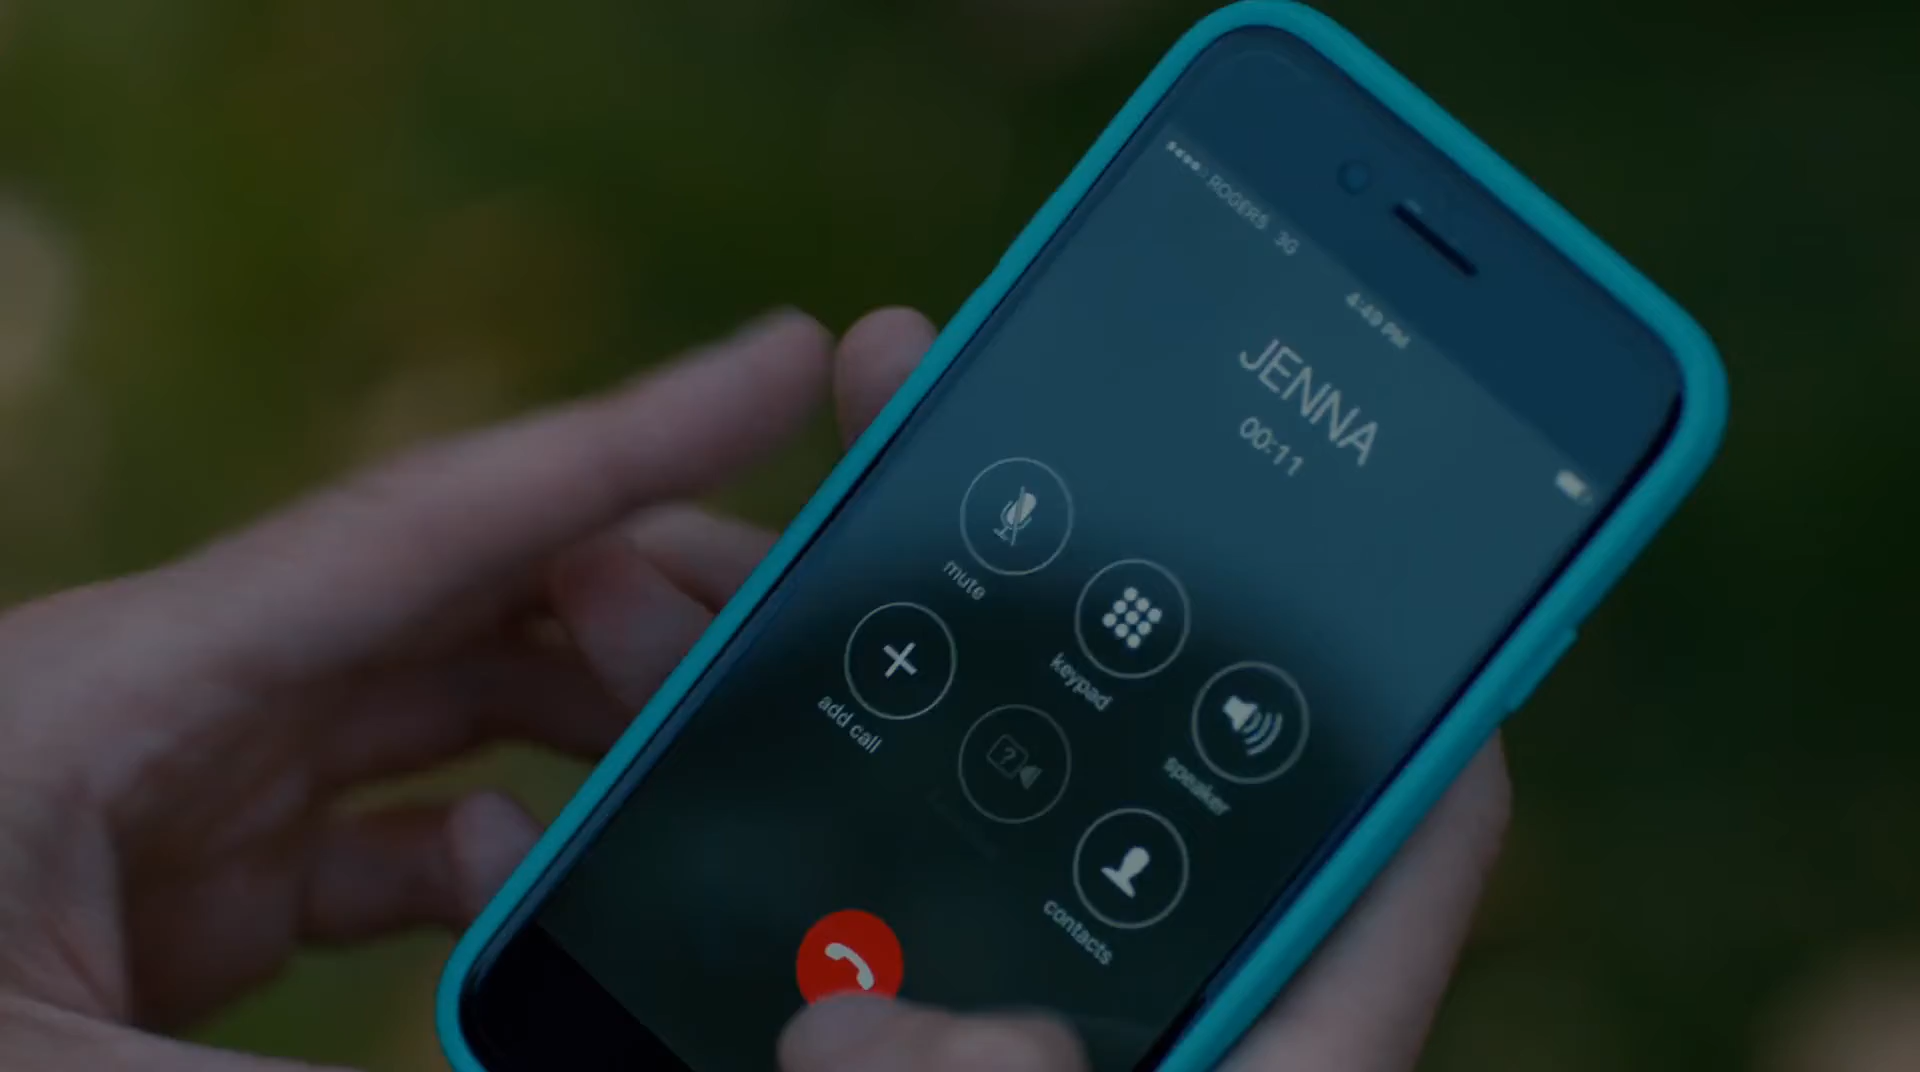 ROGERS 3G
4:49 PM
JENNA
00:11
mute
keypad
speaker
add call
contacts